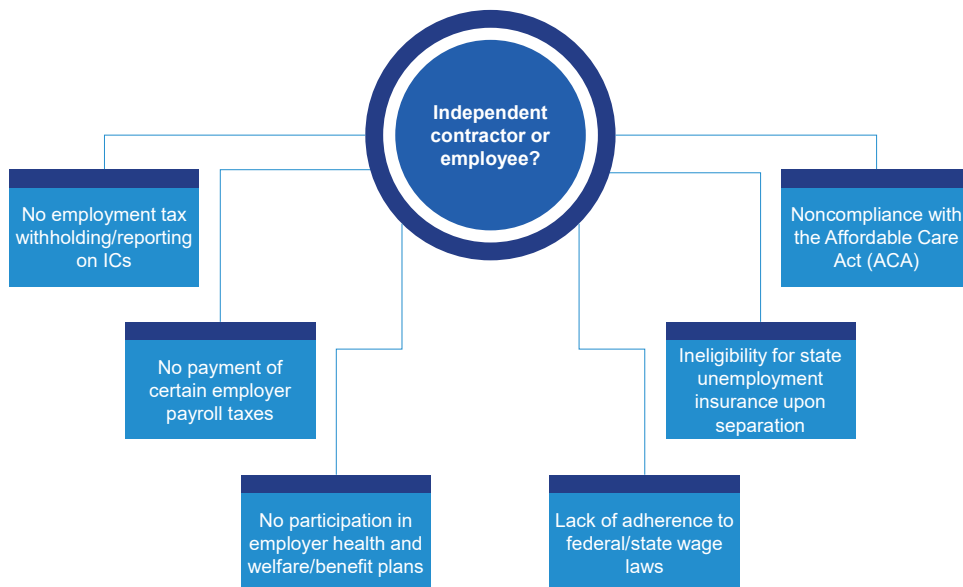 Independent
contractor or
employee?
No employment tax
withholding/reporting
on ICs
Noncompliance with
the Affordable Care
Act (ACA)
No payment of
certain employer
payroll taxes
Ineligibility for state
unemployment
insurance upon
separation
No participation in
employer health and
welfare/benefit plans
Lack of adherence to
federal/state wage
laws